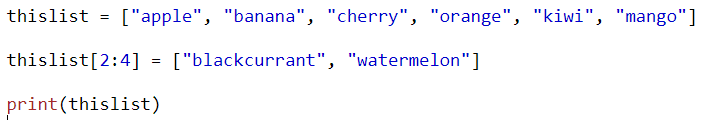 thislist = ["apple", "banana", "cherry", "orange", "kiwi", "mango"]
thislist[2:4] = ["blackcurrant", "watermelon"]
print(thislist)